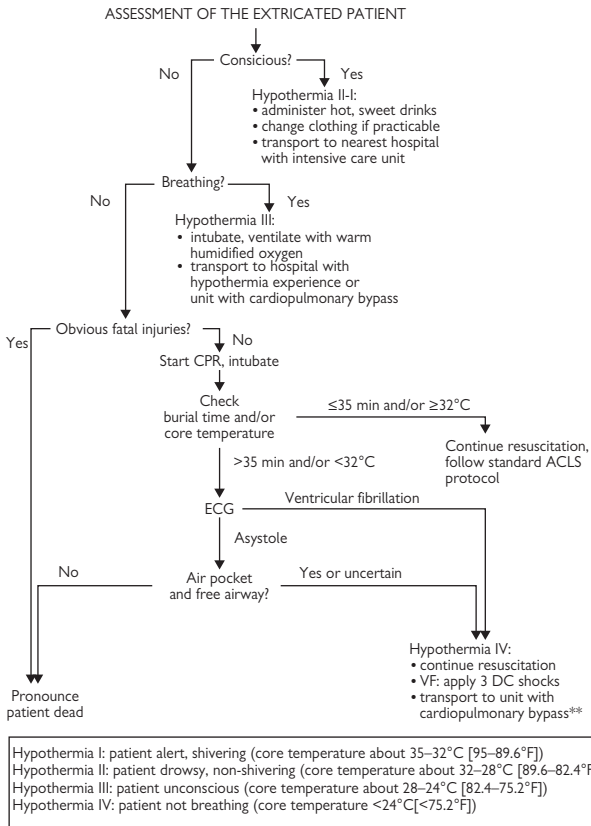 ASSESSMENT OF THE EXTRICATED PATIENT
Consicious?
No
Yes
Hypothermia II-I:
• administer hot, sweet drinks
• change clothing if practicable
• transport to nearest hospital
with intensive care unit
Breathing?
No
Yes
Hypothermia III:
• intubate, ventilate with warm
humidified oxygen
• transport to hospital with
hypothermia experience or
unit with cardiopulmonary bypass
Obvious fatal injuries?
Yes
No
Start CPR, intubate
Check
burial time and/or
core temperature
≤35 min and/or ≥32°C
Continue resuscitation,
follow standard ACLS
protocol
>35 min and/or <32°C
ECG
Ventricular fibrillation
Asystole
No
Air pocket
and free airway?
Yes or uncertain
Hypothermia IV:
• continue resuscitation
• VF: apply 3 DC shocks
• transport to unit with
cardiopulmonary bypass**
Pronounce
patient dead
Hypothermia I: patient alert, shivering (core temperature about 35–32°C [95–89.6°F])
Hypothermia II: patient drowsy, non-shivering (core temperature about 32–28°C [89.6–82.4°F
Hypothermia III: patient unconscious (core temperature about 28–24°C [82.4–75.2°F])
Hypothermia IV: patient not breathing (core temperature <24°C[<75.2°F])